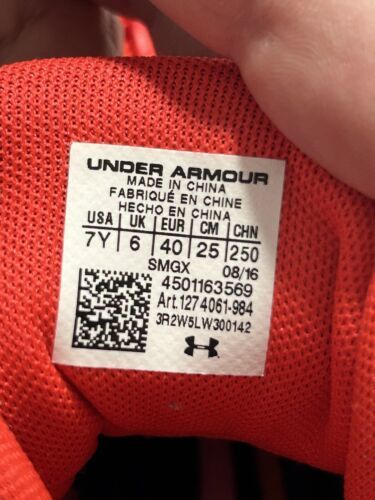 UNDER ARMOUR
MADE IN CHINA
FABRIQUÉ EN CHINE
HECHO EN CHINA
USA UK EUR CM CHN
7Y 6 40 25 250
SMGX 08/16
4501163569
Art.1274061-984
3R2W5LW300142